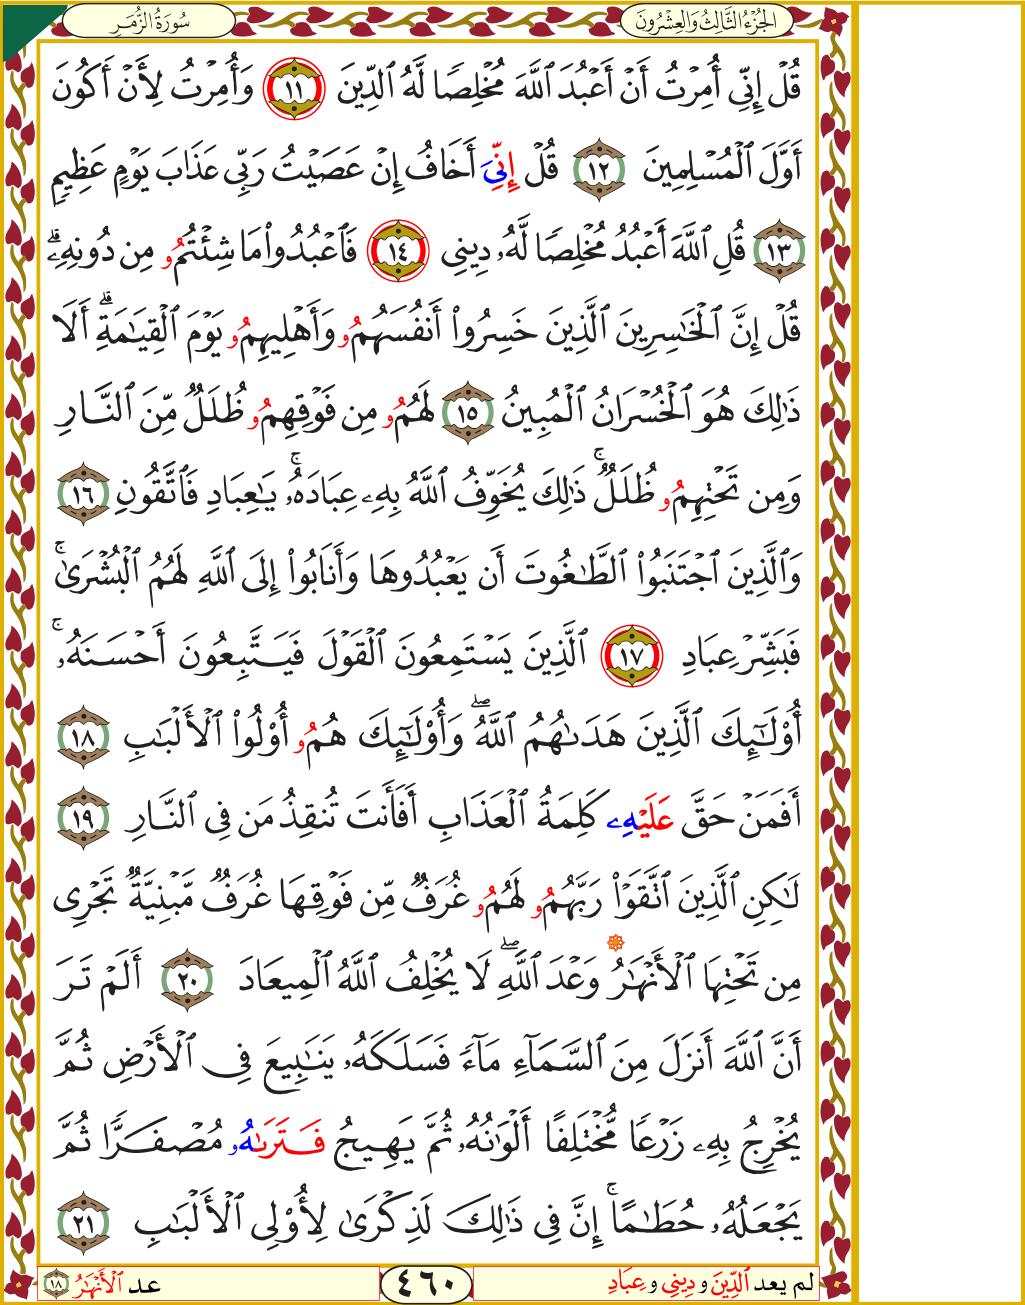 سُورَةُ الزُّمَرِ
الجُزْءُ الثَّالِثُ وَالعِشْرُونَ
قُلْ إِنِّىٓ أُمِرْتُ أَنْ أَعْبُدَ ٱللَّهَ مُخْلِصًا لَّهُ ٱلدِّينَ ١١ وَأُمِرْتُ لِأَنْ أَكُونَ
أَوَّلَ ٱلْمُسْلِمِينَ ١٢ قُلْ إِنِّىَ أَخَافُ إِنْ عَصَيْتُ رَبِّى عَذَابَ يَوْمٍ عَظِيمٍ
١٣ قُلِ ٱللَّهَ أَعْبُدُ مُخْلِصًا لَّهُۥ دِينِى ١٤ فَٱعْبُدُوا۟ مَا شِئْتُمُۥ مِن دُونِهِۦۗ
قُلْ إِنَّ ٱلْخَٰسِرِينَ ٱلَّذِينَ خَسِرُوٓا۟ أَنفُسَهُمُۥ وَأَهْلِيهِمُۥ يَوْمَ ٱلْقِيَٰمَةِۗ أَلَا
ذَٰلِكَ هُوَ ٱلْخُسْرَانُ ٱلْمُبِينُ ١٥ لَهُمُۥ مِن فَوْقِهِمُۥ ظُلَلٌ مِّنَ ٱلنَّارِ
وَمِن تَحْتِهِمُۥ ظُلَلٌۚ ذَٰلِكَ يُخَوِّفُ ٱللَّهُ بِهِۦ عِبَادَهُۥۚ يَٰعِبَادِ فَٱتَّقُونِ ١٦
وَٱلَّذِينَ ٱجْتَنَبُوا۟ ٱلطَّٰغُوتَ أَن يَعْبُدُوهَا وَأَنَابُوٓا۟ إِلَى ٱللَّهِ لَهُمُ ٱلْبُشْرَىٰۚ
فَبَشِّرْ عِبَادِ ١٧ ٱلَّذِينَ يَسْتَمِعُونَ ٱلْقَوْلَ فَيَتَّبِعُونَ أَحْسَنَهُۥۚ
أُو۟لَٰٓئِكَ ٱلَّذِينَ هَدَىٰهُمُ ٱللَّهُۖ وَأُو۟لَٰٓئِكَ هُمُۥ أُو۟لُوا۟ ٱلْأَلْبَٰبِ ١٨
أَفَمَنْ حَقَّ عَلَيْهِۦ كَلِمَةُ ٱلْعَذَابِ أَفَأَنتَ تُنقِذُ مَن فِى ٱلنَّارِ ١٩
لَٰكِنِ ٱلَّذِينَ ٱتَّقَوْا۟ رَبَّهُمُۥ لَهُمُۥ غُرَفٌ مِّن فَوْقِهَا غُرَفٌ مَّبْنِيَّةٌ تَجْرِى
مِن تَحْتِهَا ٱلْأَنْهَٰرُ وَعْدَ ٱللَّهِۖ لَا يُخْلِفُ ٱللَّهُ ٱلْمِيعَادَ ٢٠ أَلَمْ تَرَ
أَنَّ ٱللَّهَ أَنزَلَ مِنَ ٱلسَّمَآءِ مَآءً فَسَلَكَهُۥ يَنَٰبِيعَ فِى ٱلْأَرْضِ ثُمَّ
يُخْرِجُ بِهِۦ زَرْعًا مُّخْتَلِفًا أَلْوَٰنُهُۥ ثُمَّ يَهِيجُ فَتَرَىٰهُۥ مُصْفَرًّا ثُمَّ
يَجْعَلُهُۥ حُطَٰمًاۚ إِنَّ فِى ذَٰلِكَ لَذِكْرَىٰ لِأُو۟لِى ٱلْأَلْبَٰبِ ٢١
لم يعد ٱلدِّينَ و دِينِى و عِبَادِ
٤٦٠
عد ٱلْأَنْهَٰرُ ١٨